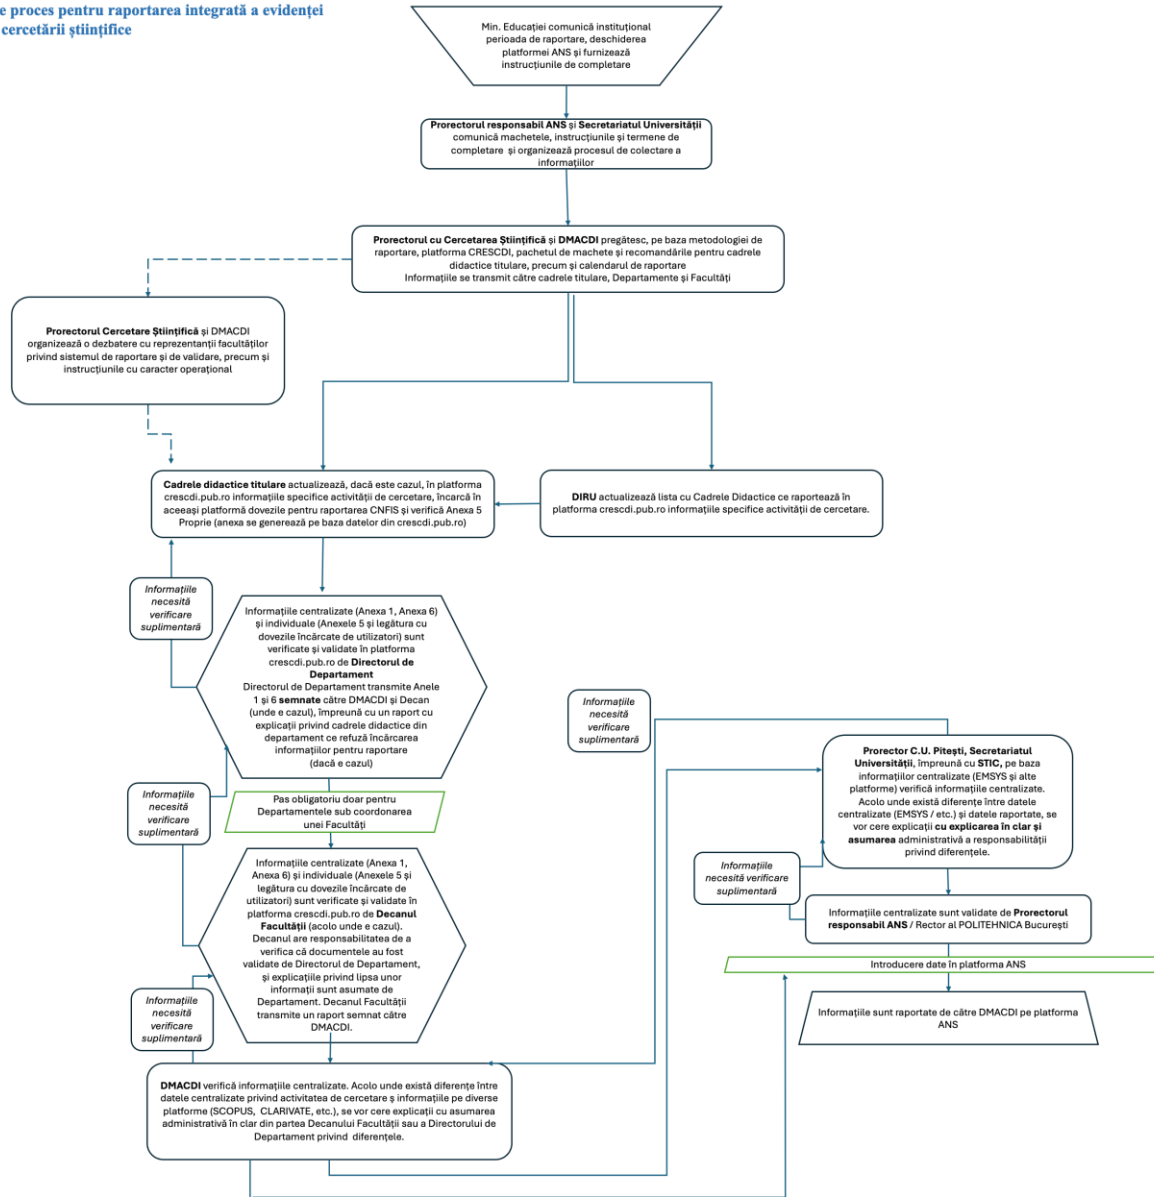 e proces pentru raportarea integrată a evidenței
cercetării științifice
Min. Educației comunică instituțional
perioada de raportare, deschiderea
platformei ANS și furnizează
instrucțiunile de completare
Prorectorul responsabil ANS și Secretariatul Universității
comunică machetele, instrucțiunile și termene de
completare și organizează procesul de colectare a
informațiilor
Prorectorul cu Cercetarea Științifică și DMACDI pregătesc, pe baza metodologiei de
raportare, platforma CRESCDI, pachetul de machete și recomandările pentru cadrele
didactice titulare, precum și calendarul de raportare
Informațiile se transmit către cadrele titulare, Departamente și Facultăți
Prorectorul Cercetare Științifică și DMACDI
organizează o dezbatere cu reprezentanții facultăților
privind sistemul de raportare și de validare, precum și
instrucțiunile cu caracter operațional
Cadrele didactice titulare actualizează, dacă este cazul, în platforma
crescdi.pub.ro informațiile specifice activității de cercetare, încarcă în
aceeași platformă dovezile pentru raportarea CNFIS și verifică Anexa 5
Proprie (anexa se generează pe baza datelor din crescdi.pub.ro)
DIRU actualizează lista cu Cadrele Didactice ce raportează în
platforma crescdi.pub.ro informațiile specifice activității de cercetare.
Informațiile
necesită
verificare
suplimentară
Informațiile centralizate (Anexa 1, Anexa 6)
și individuale (Anexele 5 și legătura cu
dovezile încărcate de utilizatori) sunt
verificate și validate în platforma
crescdi.pub.ro de Directorul de
Departament
Directorul de Departament transmite Anele
1 și 6 semnate către DMACDI și Decan
(unde e cazul), împreună cu un raport cu
explicații privind cadrele didactice din
departament ce refuză încărcarea
informațiilor pentru raportare
(dacă e cazul)
Informațiile
necesită
verificare
suplimentară
Pas obligatoriu doar pentru
Departamentele sub coordonarea
unei Facultăți
Informațiile centralizate (Anexa 1,
Anexa 6) și individuale (Anexele 5 și
legătura cu dovezile încărcate de
utilizatori) sunt verificate și validate în
platforma crescdi.pub.ro de Decanul
Facultății (acolo unde e cazul).
Decanul are responsabilitatea de a
verifica că documentele au fost
validate de Directorul de Departament,
și explicațiile privind lipsa unor
informații sunt asumate de
Departament. Decanul Facultății
transmite un raport semnat către
DMACDI.
Informațiile
necesită
verificare
suplimentară
DMACDI verifică informațiile centralizate. Acolo unde există diferențe între
datele centralizate privind activitatea de cercetare ș informațiile pe diverse
platforme (SCOPUS, CLARIVATE, etc.), se vor cere explicații cu asumarea
administrativă în clar din partea Decanului Facultății sau a Directorului de
Departament privind diferențele.
Informațiile
necesită
verificare
suplimentară
Prorector C.U. Pitești, Secretariatul
Universității, împreună cu STIC, pe baza
informațiilor centralizate (EMSYS și alte
platforme) verifică informațiile centralizate.
Acolo unde există diferențe între datele
centralizate (EMSYS / etc.) și datele raportate, se
vor cere explicații cu explicarea în clar și
asumarea administrativă a responsabilității
privind diferențele.
Informațiile
necesită verificare
suplimentară
Informațiile centralizate sunt validate de Prorectorul
responsabil ANS / Rector al POLITEHNICA București
Introducere date în platforma ANS
Informațiile sunt raportate de către DMACDI pe platforma
ANS